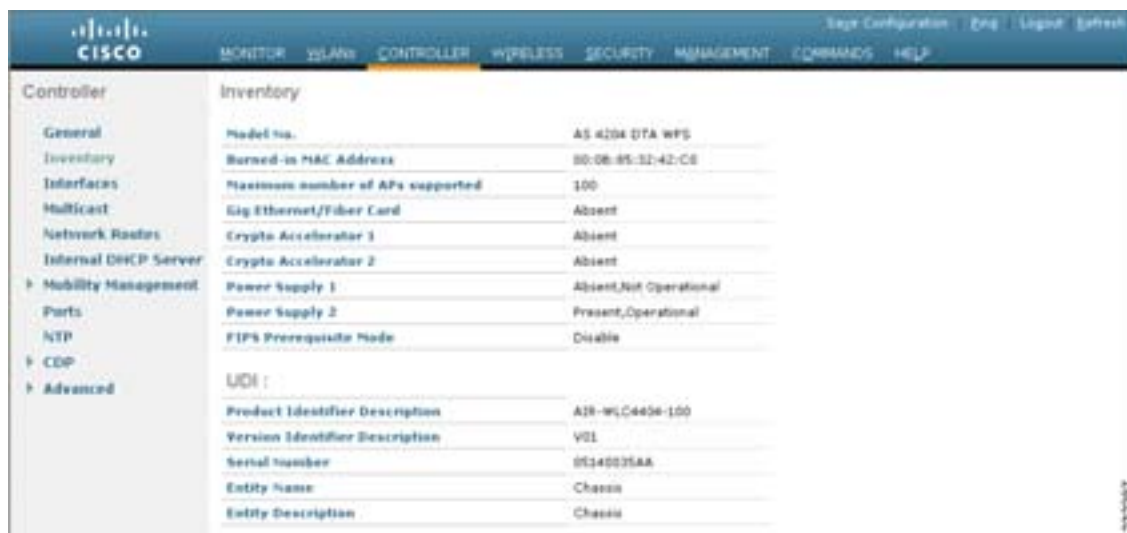 Save Configuration Ping Logout Refresh
CISCO
MONITOR WLANs CONTROLLER WIRELESS SECURITY MANAGEMENT COMMANDS HELP
Controller
General
Inventory
Interfaces
Multicast
Network Routes
Internal DHCP Server
Mobility Management
Ports
NTP
CDP
Advanced
Inventory
Model No. AS 4204 DTA WPS
Burned-in MAC Address 00:0B:85:32:42:C0
Maximum number of APs supported 100
Gig Ethernet/Fiber Card Absent
Crypto Accelerator 1 Absent
Crypto Accelerator 2 Absent
Power Supply 1 Absent,Not Operational
Power Supply 2 Present,Operational
FIPS Prerequisite Mode Disable
UDI :
Product Identifier Description AIR-WLC4404-100
Version Identifier Description V01
Serial Number
Entity Name Chassis
Entity Description Chassis